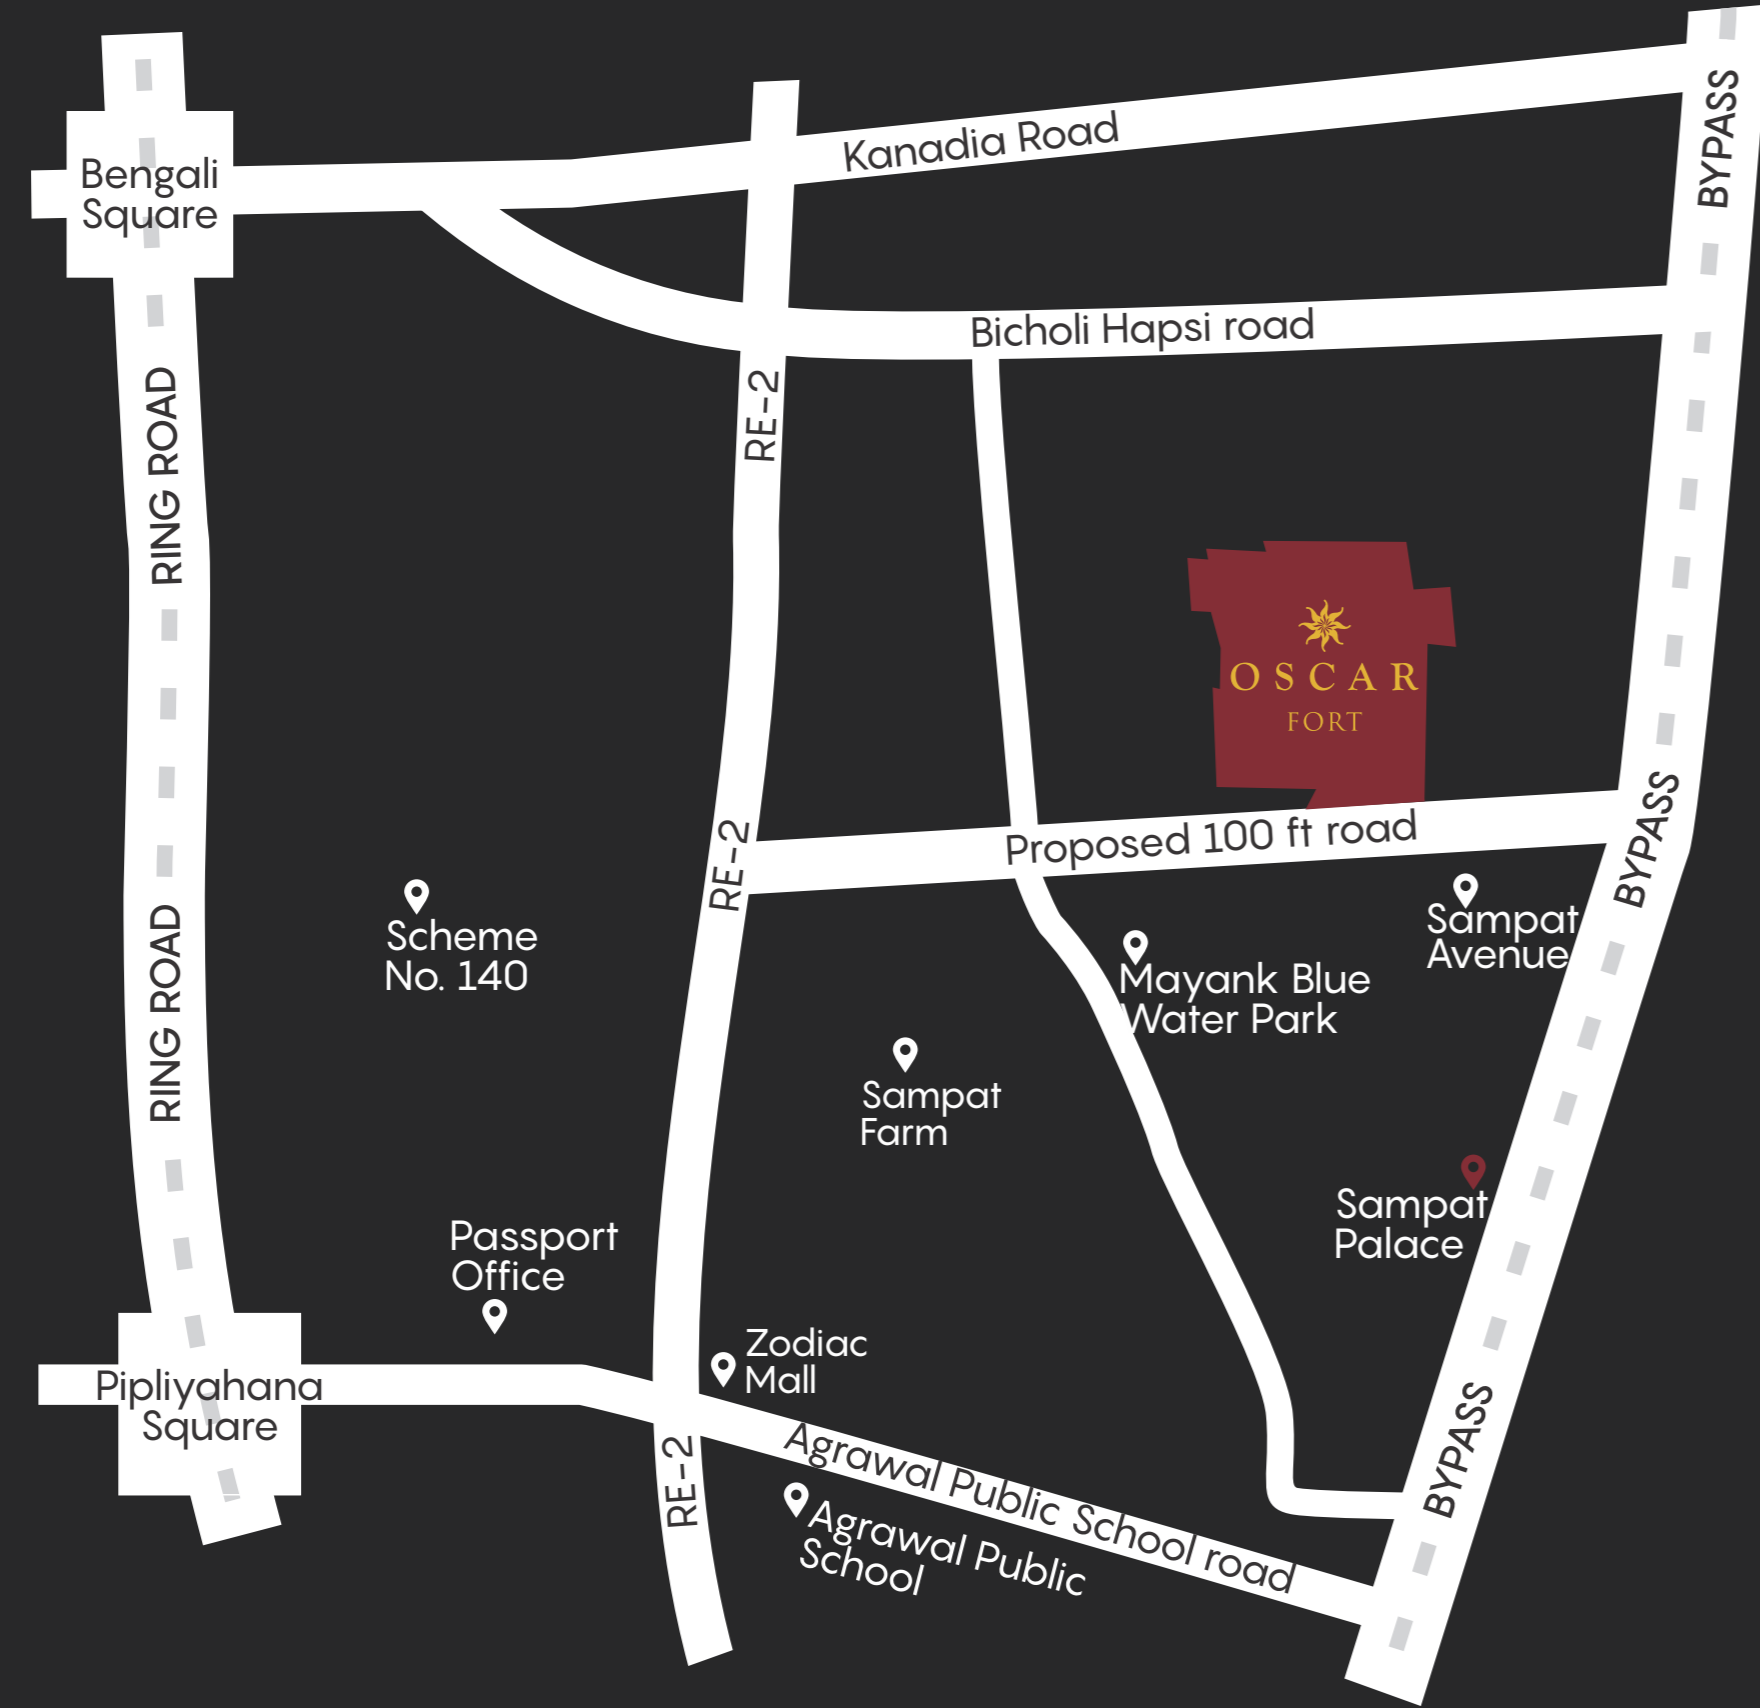 BYPASS
Kanadia Road
Bengali
Square
Bicholi Hapsi road
RING ROAD
RE-2
OSCAR
FORT
BYPASS
Proposed 100 ft road
RE-2
Scheme
No. 140
Sampat
Avenue
RING ROAD
Mayank Blue
Water Park
Sampat
Farm
Sampat
Palace
Passport
Office
Zodiac
Mall
Pipliyahana
Square
BYPASS
RE-2
Agrawal Public School road
Agrawal Public
School